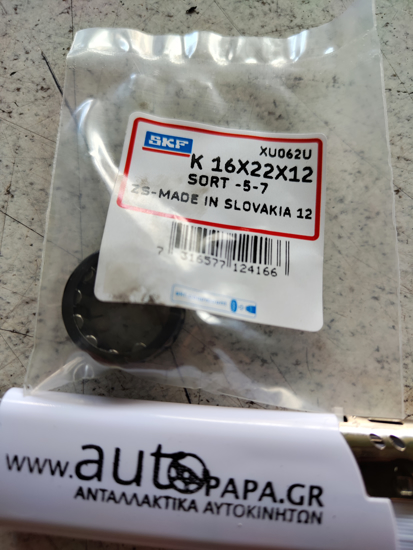 SKF
XU062U
K 16X22X12
SORT -5-7
ZS-MADE IN SLOVAKIA 12
7 316577 124166
www.autoPAPA.GR
ΑΝΤΑΛΛΑΚΤΙΚΑ ΑΥΤΟΚΙΝΗΤΩΝ